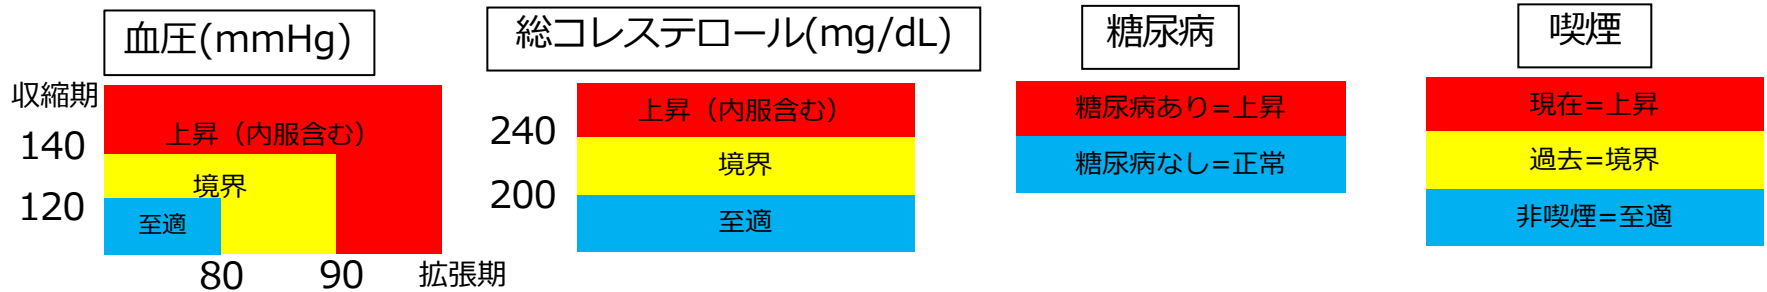 血圧(mmHg)
収縮期
140
120
上昇（内服含む）
境界
至適
80
90
拡張期
総コレステロール(mg/dL)
240
200
上昇（内服含む）
境界
至適
糖尿病
糖尿病あり=上昇
糖尿病なし=正常
喫煙
現在=上昇
過去=境界
非喫煙=至適